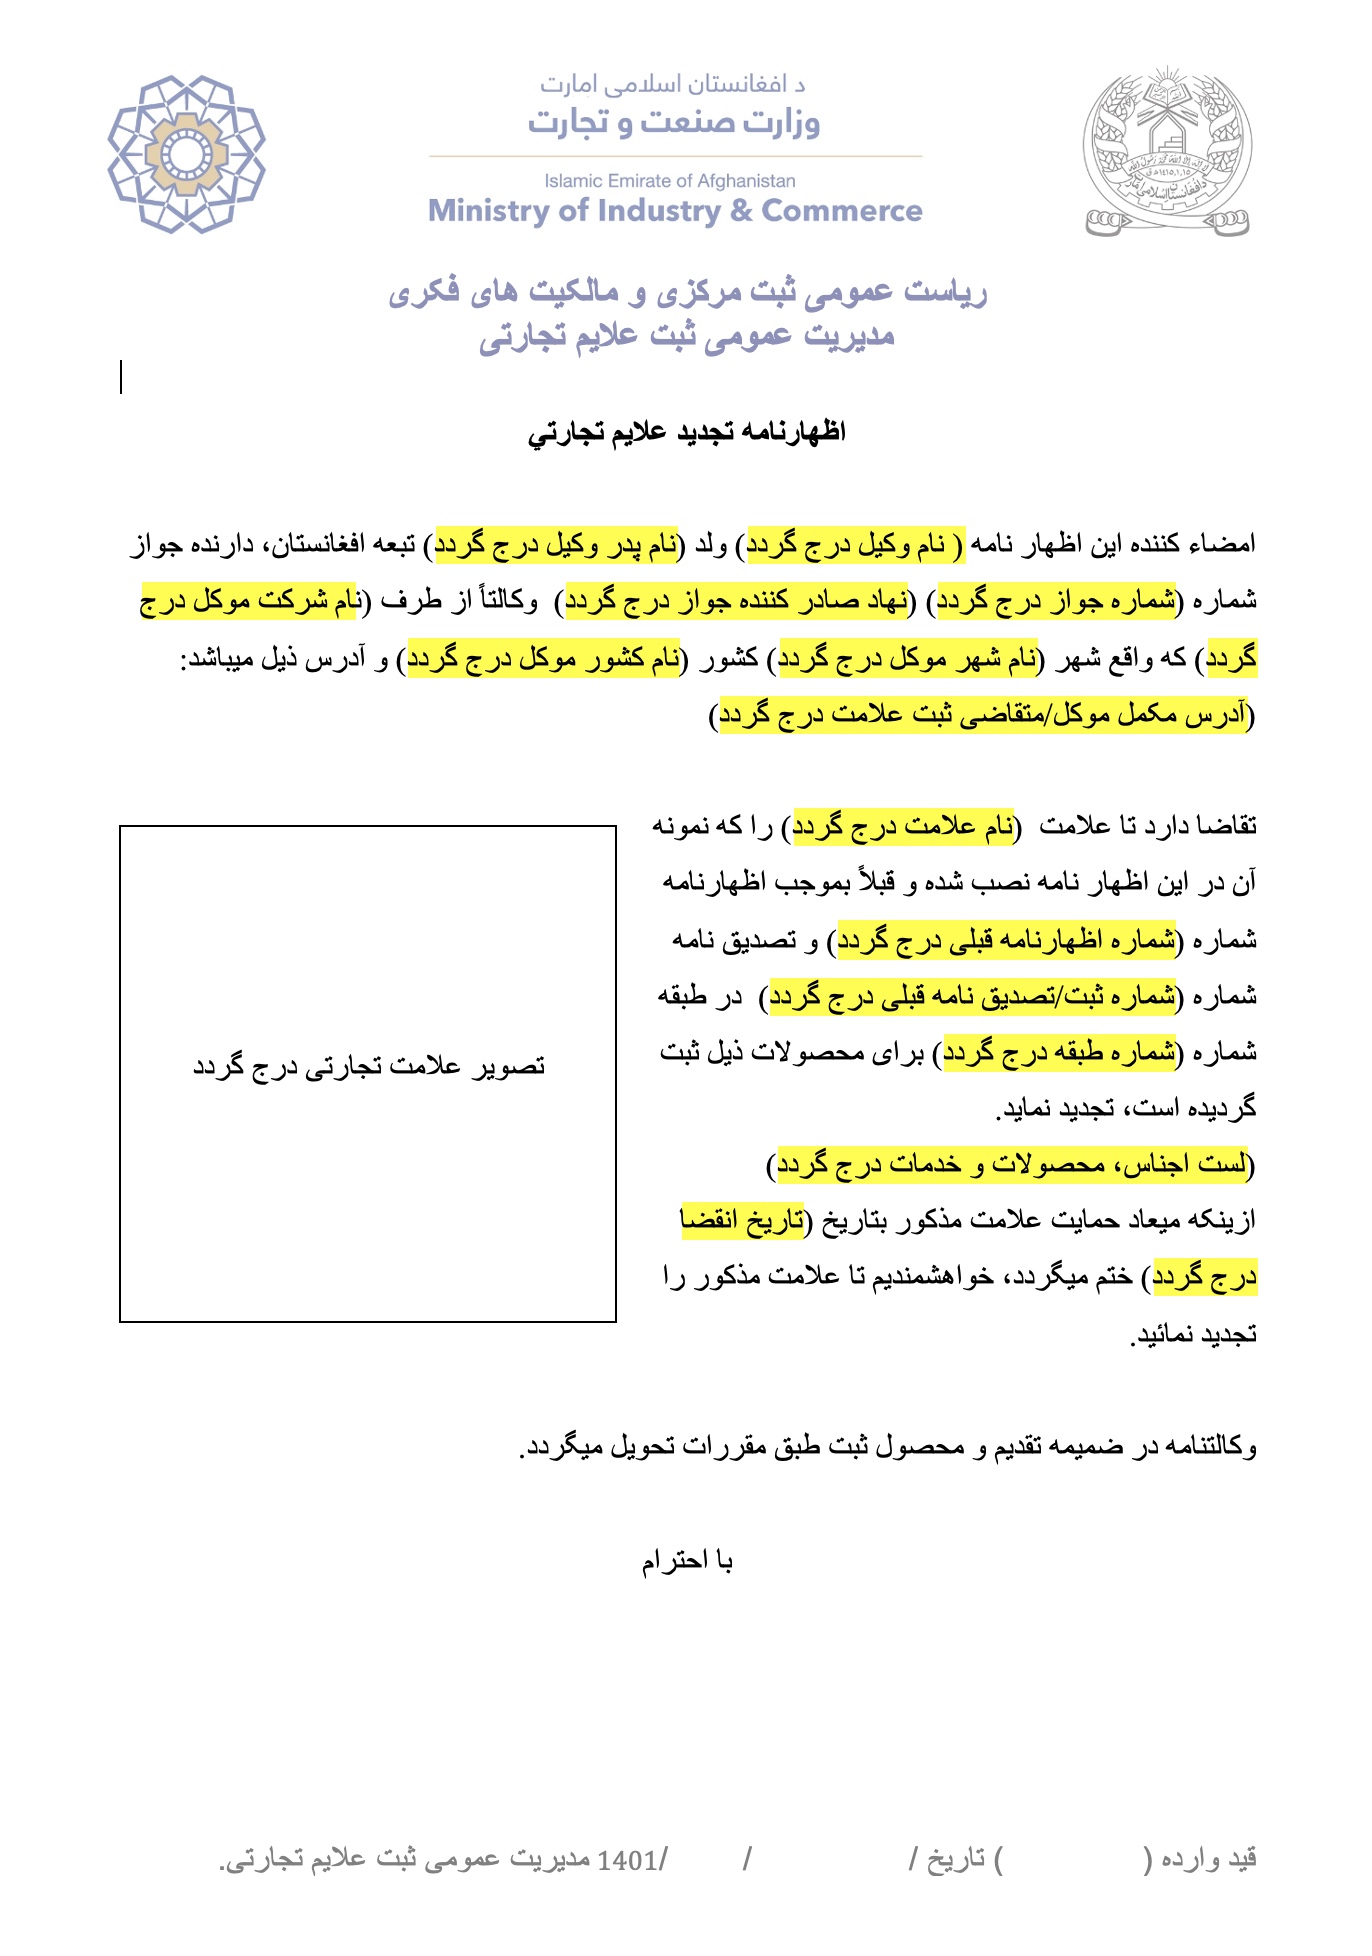 د افغانستان اسلامی امارت
وزارت صنعت و تجارت
Islamic Emirate of Afghanistan
Ministry of Industry & Commerce
ریاست عمومی ثبت مرکزی و مالکیت های فکری
مدیریت عمومی ثبت علایم تجارتی
اظهارنامه تجدید علایم تجارتي
امضاء کننده این اظهار نامه ( نام وکیل درج گردد) ولد (نام پدر وکیل درج گردد) تبعه افغانستان، دارنده جواز
شماره (شماره جواز درج گردد) (نهاد صادر کننده جواز درج گردد) وکالتاً از طرف (نام شرکت موکل درج
گردد) که واقع شهر (نام شهر موکل درج گردد) کشور (نام کشور موکل درج گردد) و آدرس ذیل میباشد:
(آدرس مکمل موکل/متقاضی ثبت علامت درج گردد)
تقاضا دارد تا علامت (نام علامت درج گردد) را که نمونه
آن در این اظهار نامه نصب شده و قبلاً بموجب اظهارنامه
شماره (شماره اظهارنامه قبلی درج گردد) و تصدیق نامه
شماره (شماره ثبت/تصدیق نامه قبلی درج گردد) در طبقه
شماره (شماره طبقه درج گردد) برای محصولات ذیل ثبت
گردیده است، تجدید نماید.
(لست اجناس، محصولات و خدمات درج گردد)
ازینکه میعاد حمایت علامت مذکور بتاریخ (تاریخ انقضا
درج گردد) ختم میگردد، خواهشمندیم تا علامت مذکور را
تجدید نمائید.
تصویر علامت تجارتی درج گردد
وکالتنامه در ضمیمه تقدیم و محصول ثبت طبق مقررات تحویل میگردد.
با احترام
قید وارده ( ) تاریخ / / /1401 مدیریت عمومی ثبت علایم تجارتی.